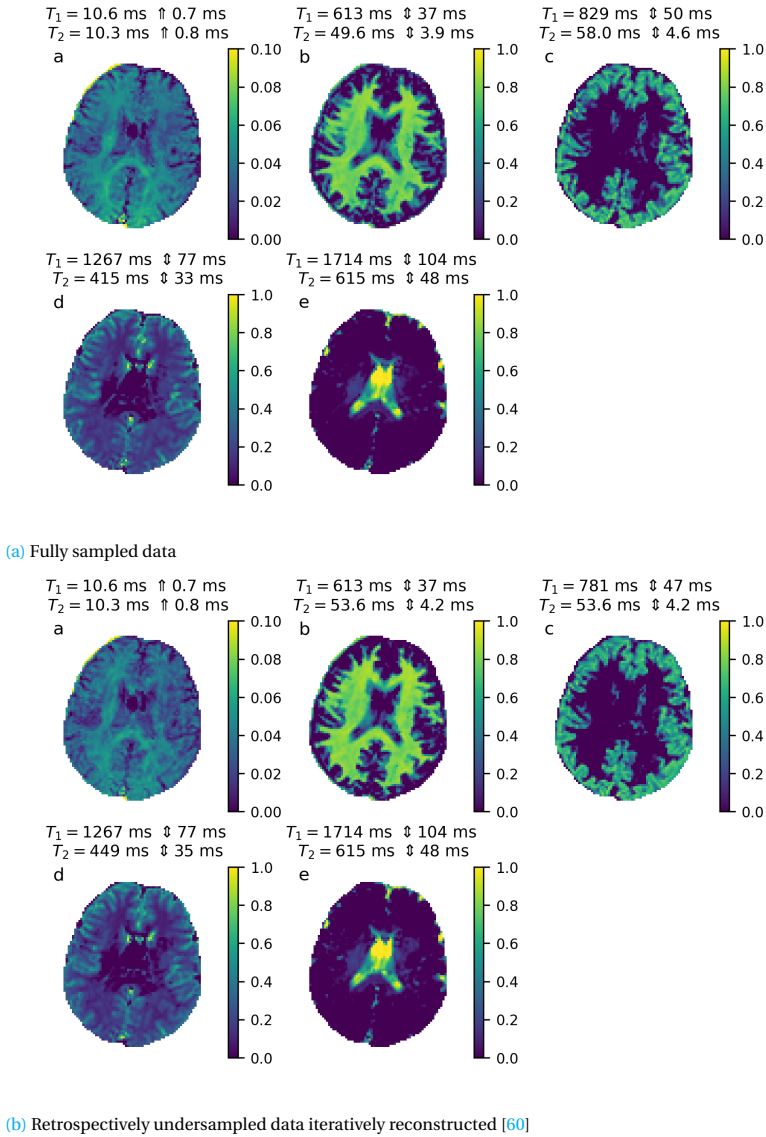 T1 = 10.6 ms ⇑ 0.7 ms
T2 = 10.3 ms ⇑ 0.8 ms
a
0.10
0.08
0.06
0.04
0.02
0.00
T1 = 613 ms ⇕ 37 ms
T2 = 49.6 ms ⇕ 3.9 ms
b
1.0
0.8
0.6
0.4
0.2
0.0
T1 = 829 ms ⇕ 50 ms
T2 = 58.0 ms ⇕ 4.6 ms
c
1.0
0.8
0.6
0.4
0.2
0.0
T1 = 1267 ms ⇕ 77 ms
T2 = 415 ms ⇕ 33 ms
d
1.0
0.8
0.6
0.4
0.2
0.0
T1 = 1714 ms ⇕ 104 ms
T2 = 615 ms ⇕ 48 ms
e
1.0
0.8
0.6
0.4
0.2
0.0
(a) Fully sampled data
T1 = 10.6 ms ⇑ 0.7 ms
T2 = 10.3 ms ⇑ 0.8 ms
a
0.10
0.08
0.06
0.04
0.02
0.00
T1 = 613 ms ⇕ 37 ms
T2 = 53.6 ms ⇕ 4.2 ms
b
1.0
0.8
0.6
0.4
0.2
0.0
T1 = 781 ms ⇕ 47 ms
T2 = 53.6 ms ⇕ 4.2 ms
c
1.0
0.8
0.6
0.4
0.2
0.0
T1 = 1267 ms ⇕ 77 ms
T2 = 449 ms ⇕ 35 ms
d
1.0
0.8
0.6
0.4
0.2
0.0
T1 = 1714 ms ⇕ 104 ms
T2 = 615 ms ⇕ 48 ms
e
1.0
0.8
0.6
0.4
0.2
0.0
(b) Retrospectively undersampled data iteratively reconstructed [60]